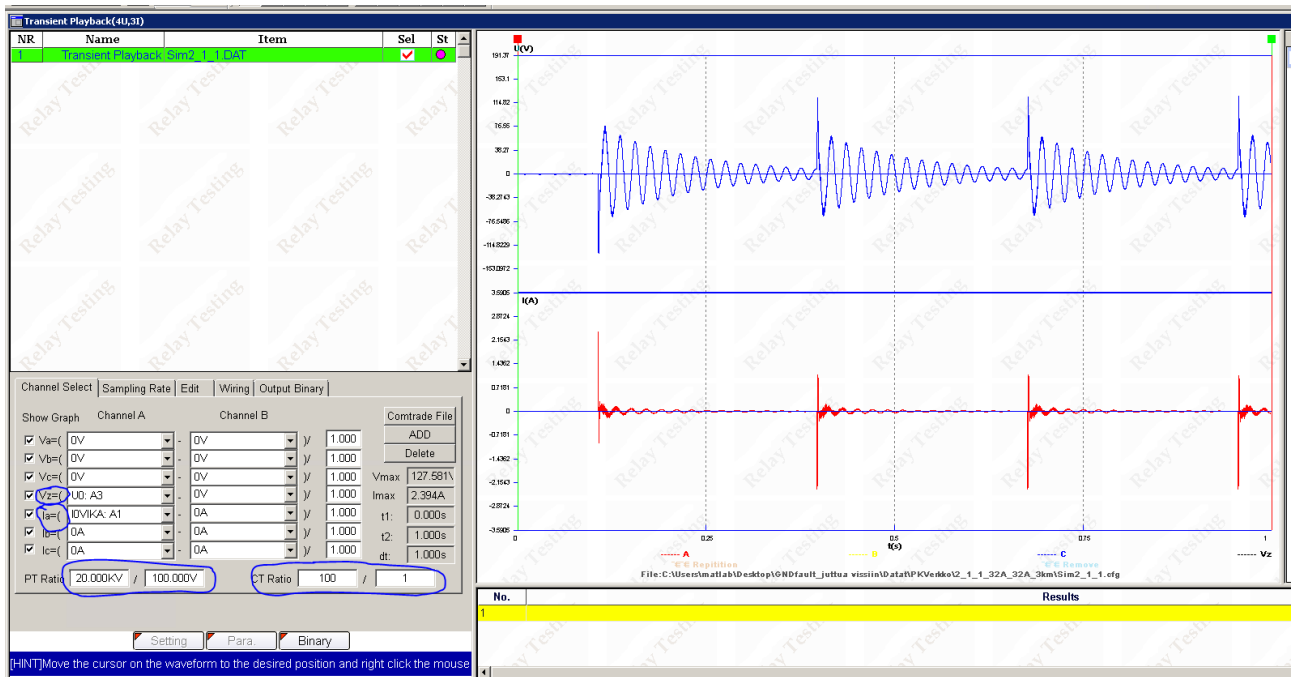 Transient Playback(4U,3I)
NR Name Item Sel St
1 Transient Playback Sim2_1_1.DAT
Channel Select Sampling Rate Edit Wiring Output Binary
Show Graph Channel A Channel B Comtrade File
ADD
Delete
Va=( 0V - 0V )/ 1.000
Vb=( 0V - 0V )/ 1.000
Vc=( 0V - 0V )/ 1.000 Vmax 127.581\
Vz=( U0: A3 - 0V )/ 1.000 Imax 2.394A
Ia=( I0VIKA: A1 - 0A )/ 1.000 t1: 0.000s
Ib=( 0A - 0A )/ 1.000 t2: 1.000s
Ic=( 0A - 0A )/ 1.000 dt: 1.000s
PT Ratio 20.000KV / 100.000V CT Ratio 100 / 1
Setting Para. Binary
[HINT]Move the cursor on the waveform to the desired position and right click the mouse
U(V)
191.37
153.1
114.82
76.55
38.27
0
-38.2743
-76.5486
-114.8229
-153.0972
3.5905
I(A)
2.8724
2.1543
1.4362
0.7181
0
-0.7181
-1.4362
-2.1543
-2.8724
-3.5905
0 0.25 0.5 0.75 1
t(s)
------ A ------ C ------ Vz
File:C:\Users\matlab\Desktop\GNDfault_juttua vissiin\Datat\PKVerkko\2_1_1_32A_32A_3km\Sim2_1_1.cfg
No. Results
1
Relay Testing